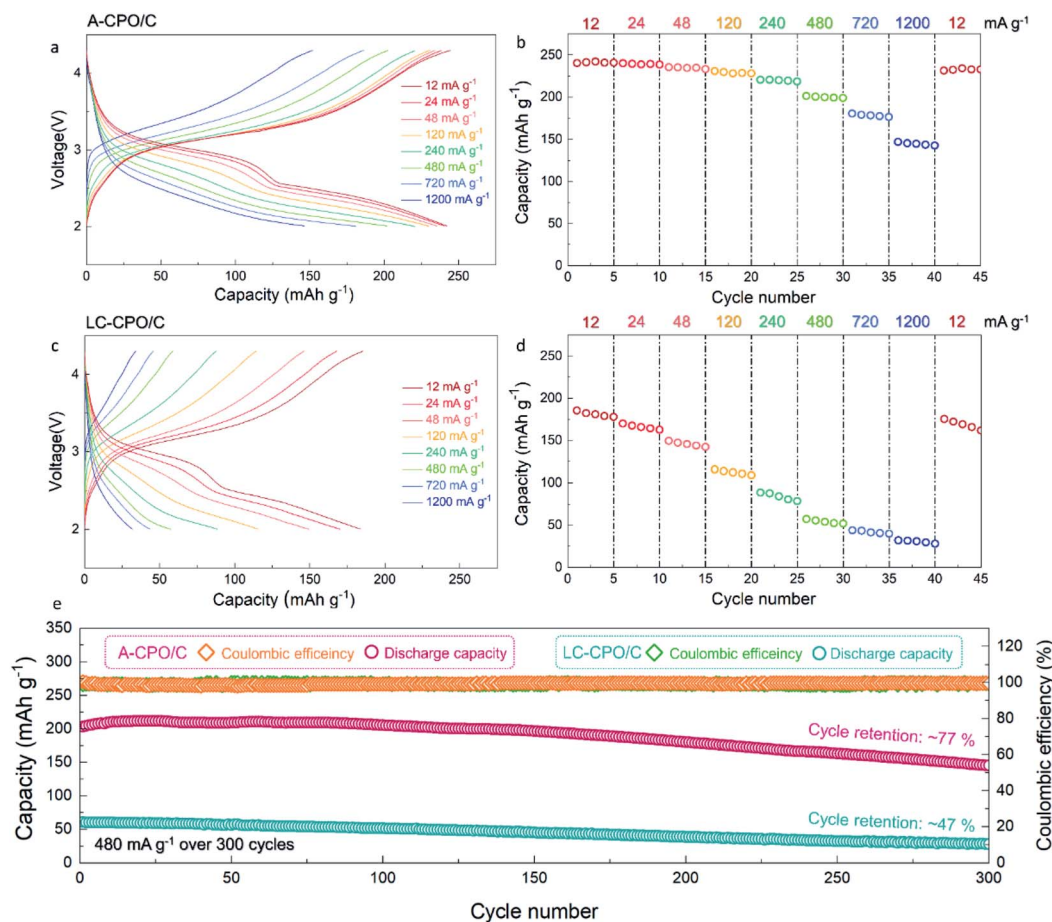 A-CPO/C
a
4
3
2
Voltage(V)
12 mA g-1
24 mA g-1
48 mA g-1
120 mA g-1
240 mA g-1
480 mA g-1
720 mA g-1
1200 mA g-1
0 50 100 150 200 250
Capacity (mAh g-1)
b
12 24 48 120 240 480 720 1200 12 mA g-1
250
200
150
100
50
0
Capacity (mAh g-1)
0 5 10 15 20 25 30 35 40 45
Cycle number
LC-CPO/C
c
4
3
2
Voltage(V)
12 mA g-1
24 mA g-1
48 mA g-1
120 mA g-1
240 mA g-1
480 mA g-1
720 mA g-1
1200 mA g-1
0 50 100 150 200 250
Capacity (mAh g-1)
d
12 24 48 120 240 480 720 1200 12 mA g-1
250
200
150
100
50
0
Capacity (mAh g-1)
0 5 10 15 20 25 30 35 40 45
Cycle number
e
350
300
250
200
150
100
50
0
Capacity (mAh g-1)
A-CPO/C Coulombic efficeincy Discharge capacity
LC-CPO/C Coulombic efficeincy Discharge capacity
Cycle retention: ~77 %
Cycle retention: ~47 %
480 mA g-1 over 300 cycles
120
100
80
60
40
20
0
Coulombic efficiency (%)
0 50 100 150 200 250 300
Cycle number